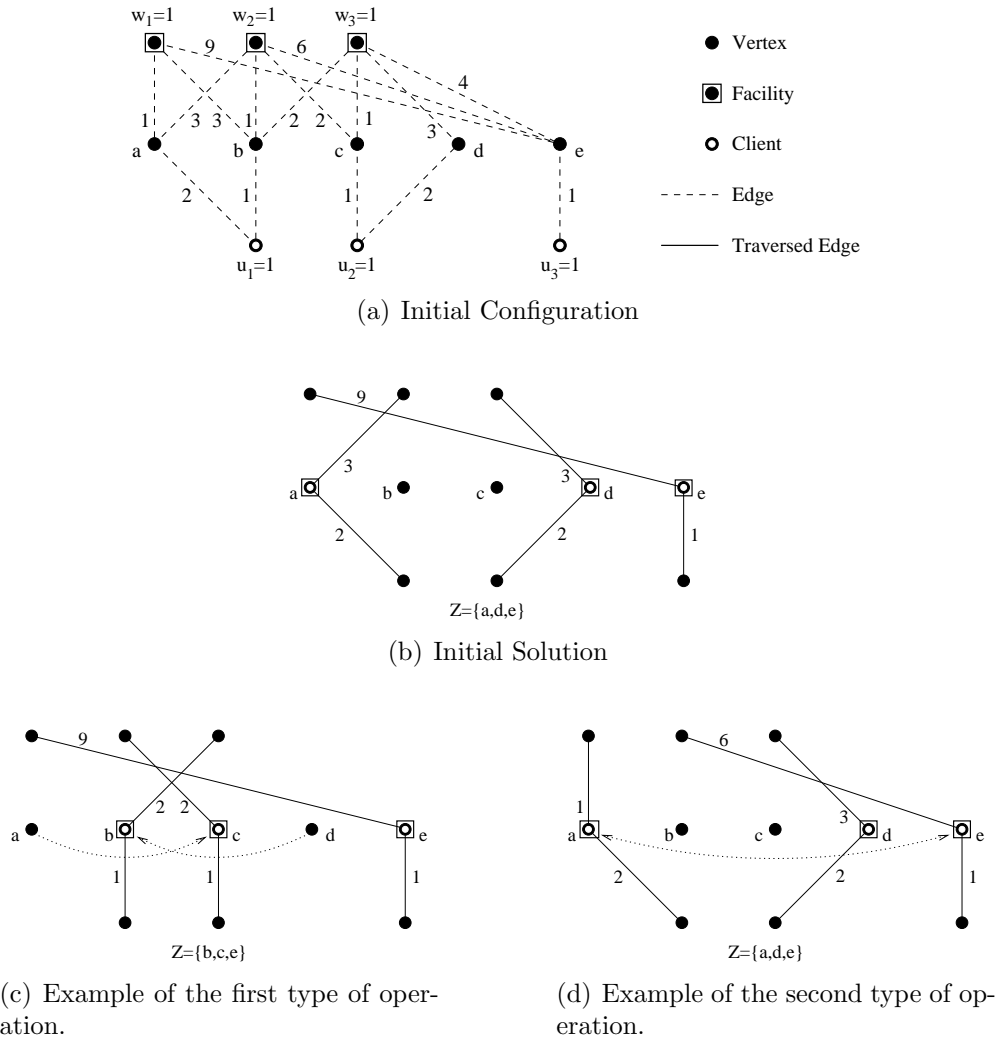 w1=1 w2=1 w3=1
9 6
4
1 3 3 1 2 2 1 3
a b c d e
2 1 1 2 1
u1=1 u2=1 u3=1
Vertex
Facility
Client
Edge
Traversed Edge
(a) Initial Configuration
9
3 3
a b c d e
2 2 1
Z={a,d,e}
(b) Initial Solution
9
2 2
a b c d e
1 1 1
Z={b,c,e}
(c) Example of the first type of oper-
ation.
6
1 3
a b c d e
2 2 1
Z={a,d,e}
(d) Example of the second type of op-
eration.